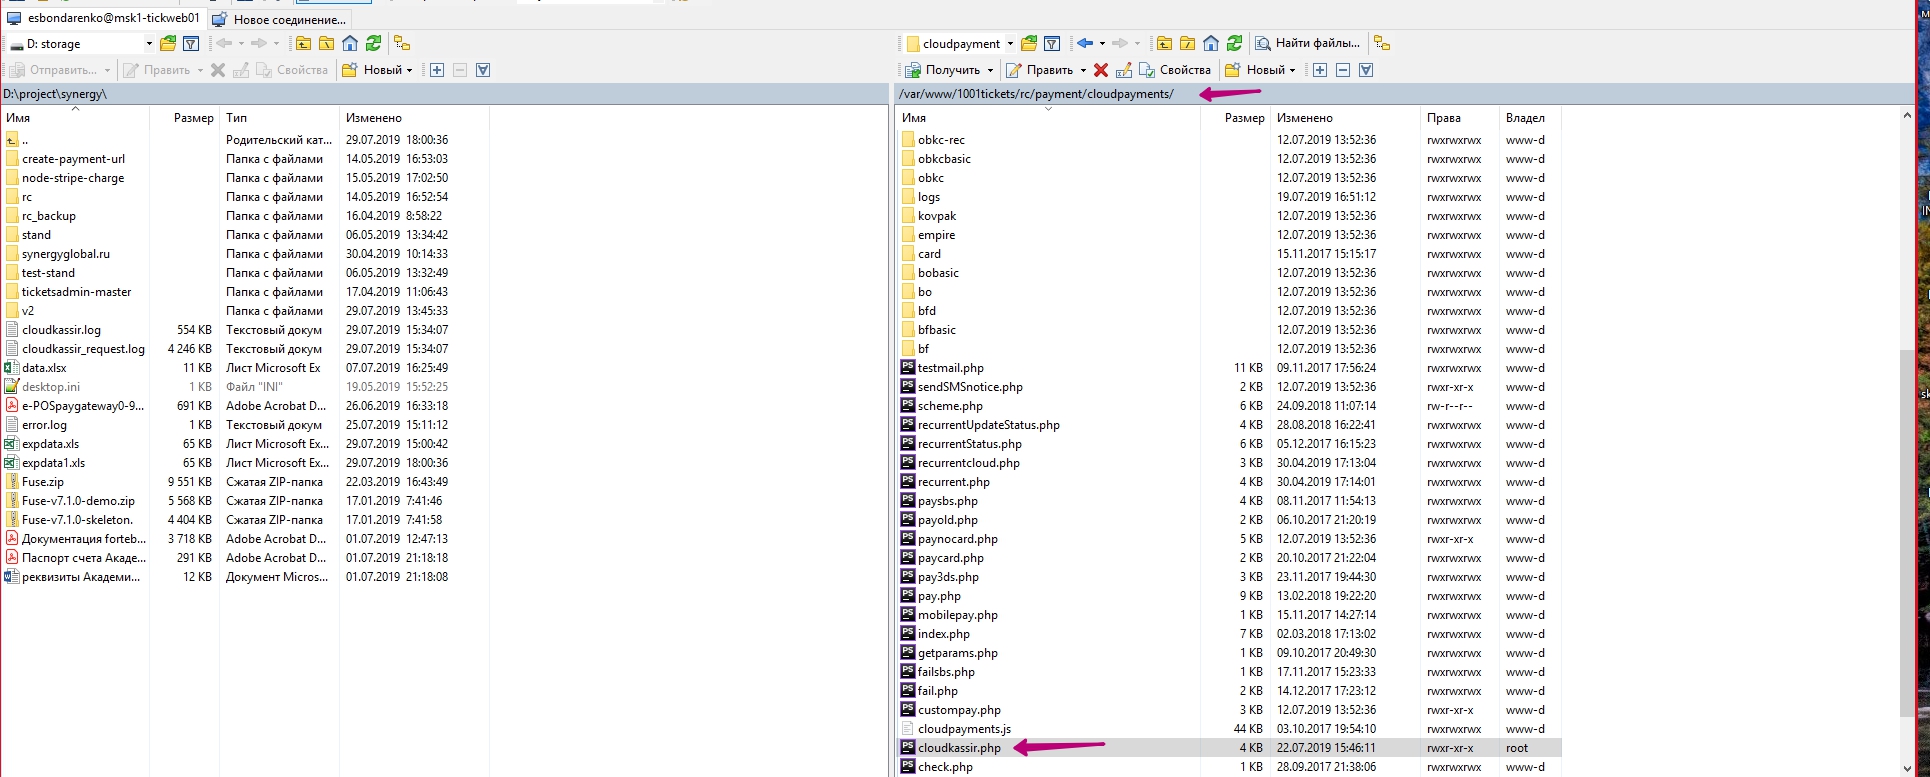 esbondarenko@msk1-tickweb01 Новое соединение...
D: storage
Отправить... Править Свойства Новый
D:\project\synergy\
Имя Размер Тип Изменено
.. Родительский кат... 29.07.2019 18:00:36
create-payment-url Папка с файлами 14.05.2019 16:53:03
node-stripe-charge Папка с файлами 15.05.2019 17:02:50
rc Папка с файлами 14.05.2019 16:52:54
rc_backup Папка с файлами 16.04.2019 8:58:22
stand Папка с файлами 06.05.2019 13:34:42
synergyglobal.ru Папка с файлами 30.04.2019 10:14:33
test-stand Папка с файлами 06.05.2019 13:32:49
ticketsadmin-master Папка с файлами 17.04.2019 11:06:43
v2 Папка с файлами 29.07.2019 13:45:33
cloudkassir.log 554 KB Текстовый докум 29.07.2019 15:34:07
cloudkassir_request.log 4 246 KB Текстовый докум 29.07.2019 15:34:07
data.xlsx 11 KB Лист Microsoft Ex 07.07.2019 16:25:49
desktop.ini 1 KB Файл "INI" 19.05.2019 15:52:25
e-POSpaygateway0-9... 691 KB Adobe Acrobat D... 26.06.2019 16:33:18
error.log 1 KB Текстовый докум 25.07.2019 15:11:12
expdata.xls 65 KB Лист Microsoft Ex... 29.07.2019 15:00:42
expdata1.xls 65 KB Лист Microsoft Ex... 29.07.2019 18:00:36
Fuse.zip 9 551 KB Сжатая ZIP-папка 22.03.2019 16:43:49
Fuse-v7.1.0-demo.zip 5 568 KB Сжатая ZIP-папка 17.01.2019 7:41:46
Fuse-v7.1.0-skeleton. 4 404 KB Сжатая ZIP-папка 17.01.2019 7:41:58
Документация forteb... 3 718 KB Adobe Acrobat D... 01.07.2019 12:47:13
Паспорт счета Акаде... 291 KB Adobe Acrobat D... 01.07.2019 21:18:18
реквизиты Академи... 12 KB Документ Micros... 01.07.2019 21:18:08
cloudpayment Найти файлы...
Получить Править Свойства Новый
/var/www/1001tickets/rc/payment/cloudpayments/
Имя Размер Изменено Права Владел
obkc-rec 12.07.2019 13:52:36 rwxrwxrwx www-d
obkcbasic 12.07.2019 13:52:36 rwxrwxrwx www-d
obkc 12.07.2019 13:52:36 rwxrwxrwx www-d
logs 19.07.2019 16:51:12 rwxrwxrwx www-d
kovpak 12.07.2019 13:52:36 rwxrwxrwx www-d
empire 12.07.2019 13:52:36 rwxrwxrwx www-d
card 15.11.2017 15:15:17 rwxrwxrwx www-d
bobasic 12.07.2019 13:52:36 rwxrwxrwx www-d
bo 12.07.2019 13:52:36 rwxrwxrwx www-d
bfd 12.07.2019 13:52:36 rwxrwxrwx www-d
bfbasic 12.07.2019 13:52:36 rwxrwxrwx www-d
bf 12.07.2019 13:52:36 rwxrwxrwx www-d
testmail.php 11 KB 09.11.2017 17:56:24 rwxrwxrwx www-d
sendSMSnotice.php 2 KB 12.07.2019 13:52:36 rwxr-xr-x www-d
scheme.php 6 KB 24.09.2018 11:07:14 rw-r--r-- www-d
recurrentUpdateStatus.php 4 KB 28.08.2018 16:22:41 rwxrwxrwx www-d
recurrentStatus.php 6 KB 05.12.2017 16:15:23 rwxrwxrwx www-d
recurrentcloud.php 3 KB 30.04.2019 17:13:04 rwxrwxrwx www-d
recurrent.php 4 KB 30.04.2019 17:14:01 rwxrwxrwx www-d
paysbs.php 4 KB 08.11.2017 11:54:13 rwxrwxrwx www-d
payold.php 2 KB 06.10.2017 21:20:19 rwxrwxrwx www-d
paynocard.php 5 KB 12.07.2019 13:52:36 rwxr-xr-x www-d
paycard.php 2 KB 20.10.2017 21:22:04 rwxrwxrwx www-d
pay3ds.php 3 KB 23.11.2017 19:44:30 rwxrwxrwx www-d
pay.php 9 KB 13.02.2018 19:22:20 rwxrwxrwx www-d
mobilepay.php 1 KB 15.11.2017 14:27:14 rwxrwxrwx www-d
index.php 7 KB 02.03.2018 17:13:02 rwxrwxrwx www-d
getparams.php 1 KB 09.10.2017 20:49:30 rwxrwxrwx www-d
failsbs.php 1 KB 17.11.2017 15:23:33 rwxrwxrwx www-d
fail.php 2 KB 14.12.2017 17:23:12 rwxrwxrwx www-d
custompay.php 3 KB 12.07.2019 13:52:36 rwxr-xr-x www-d
cloudpayments.js 44 KB 03.10.2017 19:54:10 rwxrwxrwx www-d
cloudkassir.php 4 KB 22.07.2019 15:46:11 rwxr-xr-x root
check.php 1 KB 28.09.2017 21:38:06 rwxrwxrwx www-d